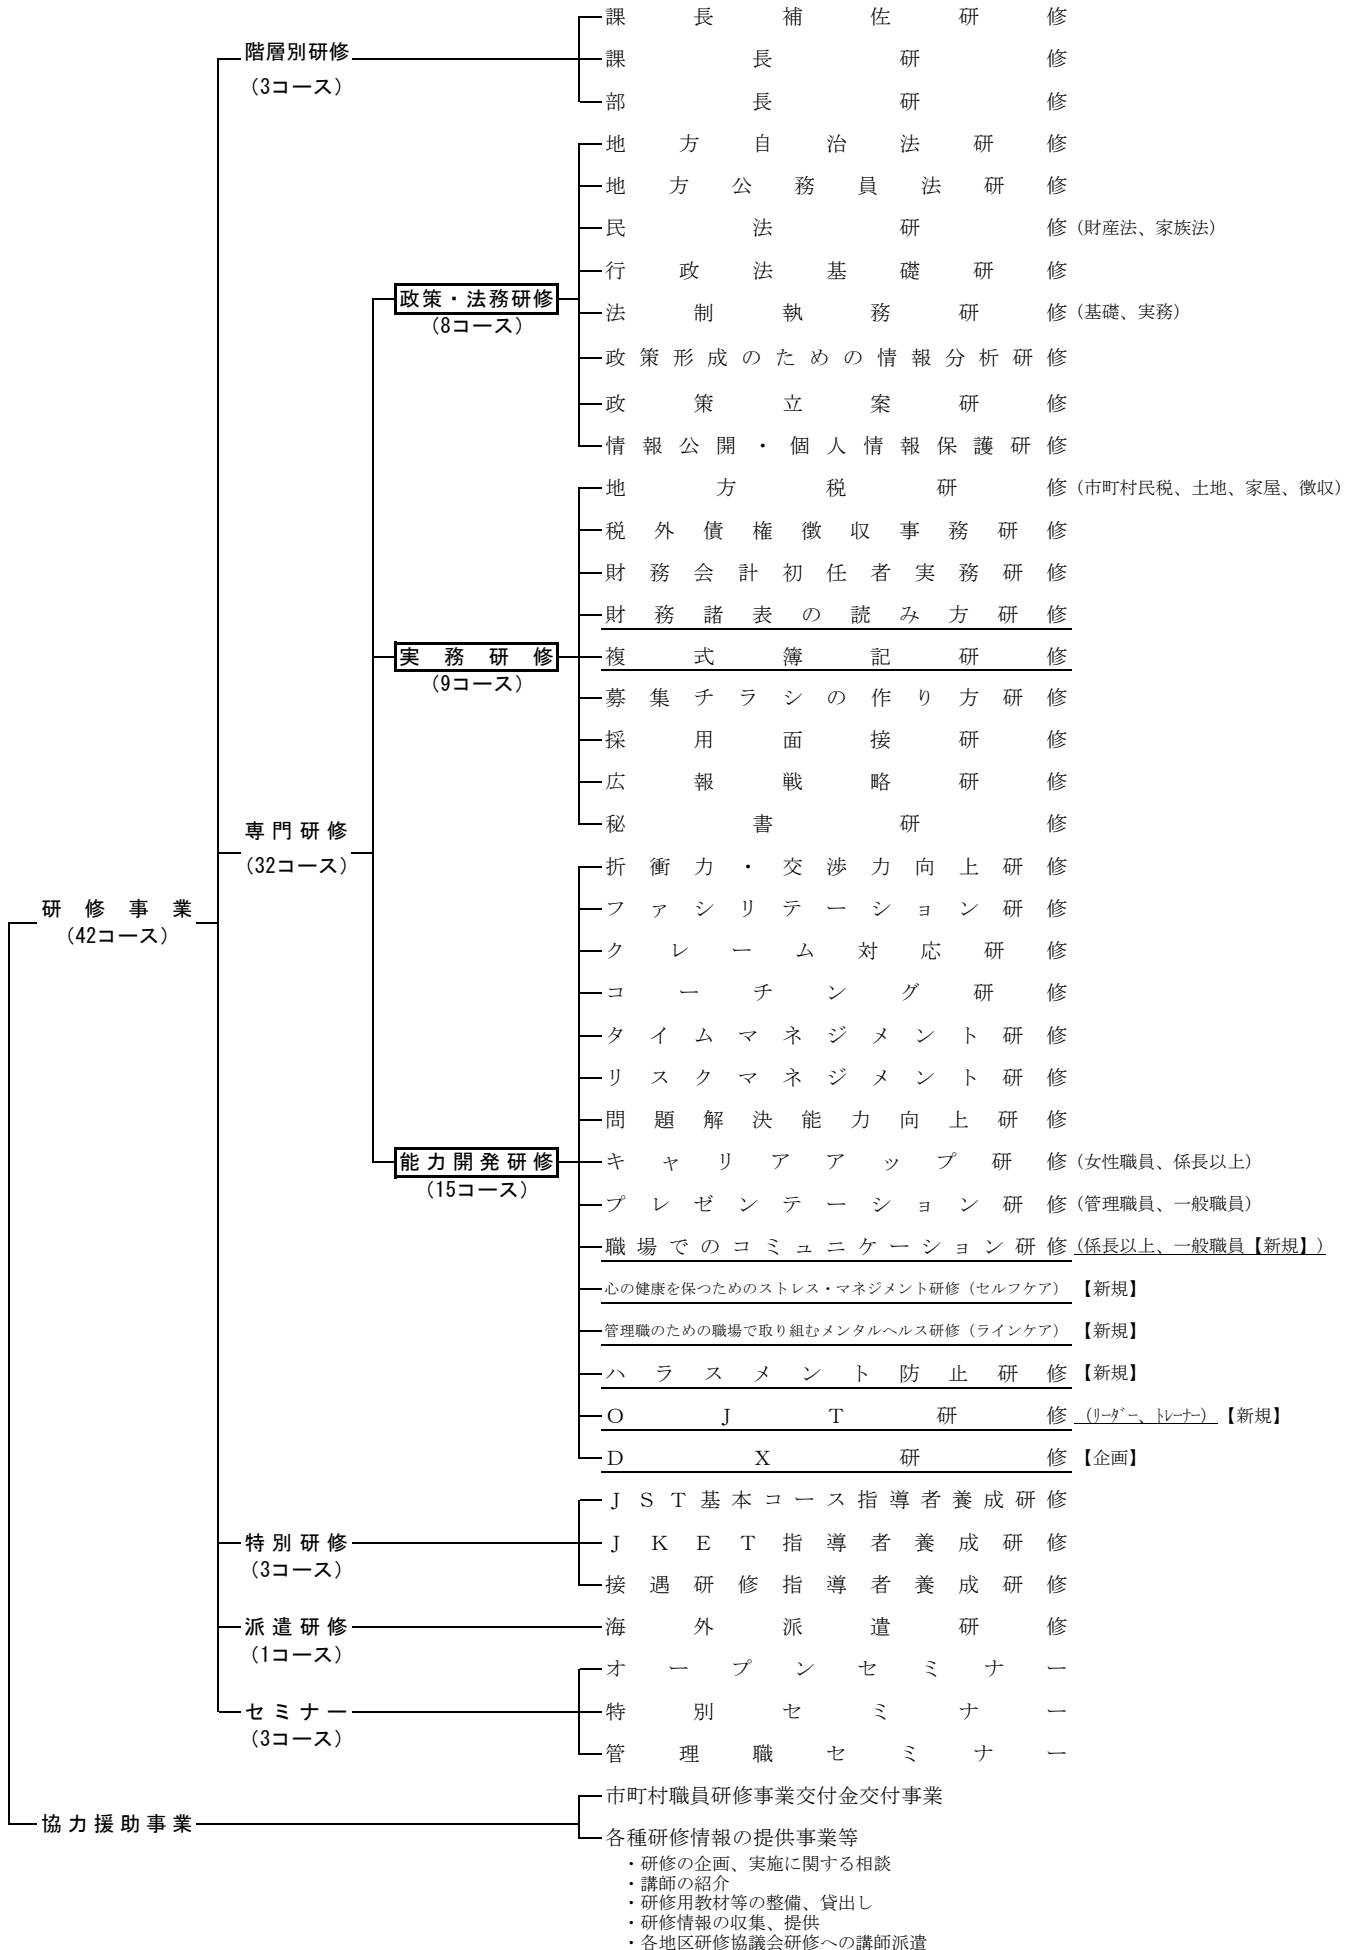 研修事業
(42コース)
階層別研修
(3コース)
課長補佐研修
課長研修
部長研修
専門研修
(32コース)
政策・法務研修
(8コース)
地方自治法研修
地方公務員法研修
民法研修(財産法、家族法)
行政法基礎研修
法制執務研修(基礎、実務)
政策形成のための情報分析研修
政策立案研修
情報公開・個人情報保護研修
実務研修
(9コース)
地方税研修(市町村民税、土地、家屋、徴収)
税外債権徴収事務研修
財務会計初任者実務研修
財務諸表の読み方研修
複式簿記研修
募集チラシの作り方研修
採用面接研修
広報戦略研修
秘書研修
能力開発研修
(15コース)
折衝力・交渉力向上研修
ファシリテーション研修
クレーム対応研修
コーチング研修
タイムマネジメント研修
リスクマネジメント研修
問題解決能力向上研修
キャリアアップ研修(女性職員、係長以上)
プレゼンテーション研修(管理職員、一般職員)
職場でのコミュニケーション研修(係長以上、一般職員【新規】)
心の健康を保つためのストレス・マネジメント研修(セルフケア)【新規】
管理職のための職場で取り組むメンタルヘルス研修(ラインケア)【新規】
ハラスメント防止研修【新規】
OJT研修(リーダー、トレーナー)【新規】
DX研修【企画】
特別研修
(3コース)
JST基本コース指導者養成研修
JKET指導者養成研修
接遇研修指導者養成研修
派遣研修
(1コース)
海外派遣研修
セミナー
(3コース)
オープンセミナー
特別セミナー
管理職セミナー
協力援助事業
市町村職員研修事業交付金交付事業
各種研修情報の提供事業等
・研修の企画、実施に関する相談
・講師の紹介
・研修用教材等の整備、貸出し
・研修情報の収集、提供
・各地区研修協議会研修への講師派遣